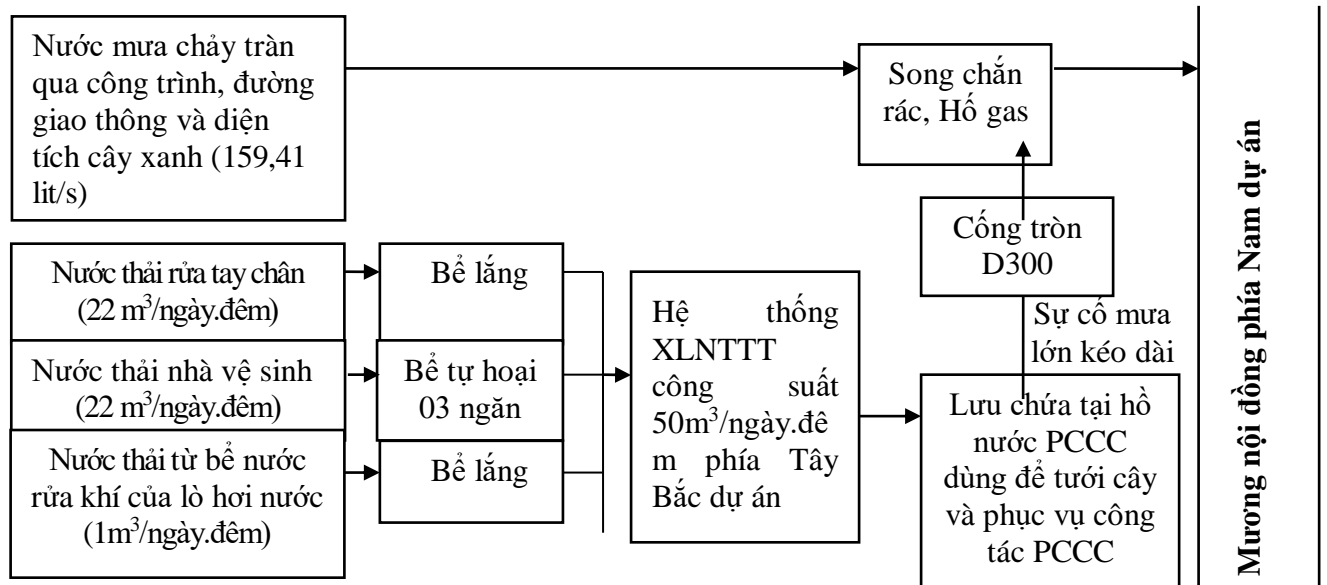 Nước mưa chảy tràn
qua công trình, đường
giao thông và diện
tích cây xanh (159,41
lit/s)
Song chắn
rác, Hố gas
Cống tròn
D300
Nước thải rửa tay chân
(22 m³/ngày.đêm)
Bể lắng
Nước thải nhà vệ sinh
(22 m³/ngày.đêm)
Bể tự hoại
03 ngăn
Nước thải từ bể nước
rửa khí của lò hơi nước
(1m³/ngày.đêm)
Bể lắng
Hệ thống
XLNTTT
công suất
50m³/ngày.đê
m phía Tây
Bắc dự án
Sự cố mưa
lớn kéo dài
Lưu chứa tại hồ
nước PCCC
dùng để tưới cây
và phục vụ công
tác PCCC
Mương nội đồng phía Nam dự án